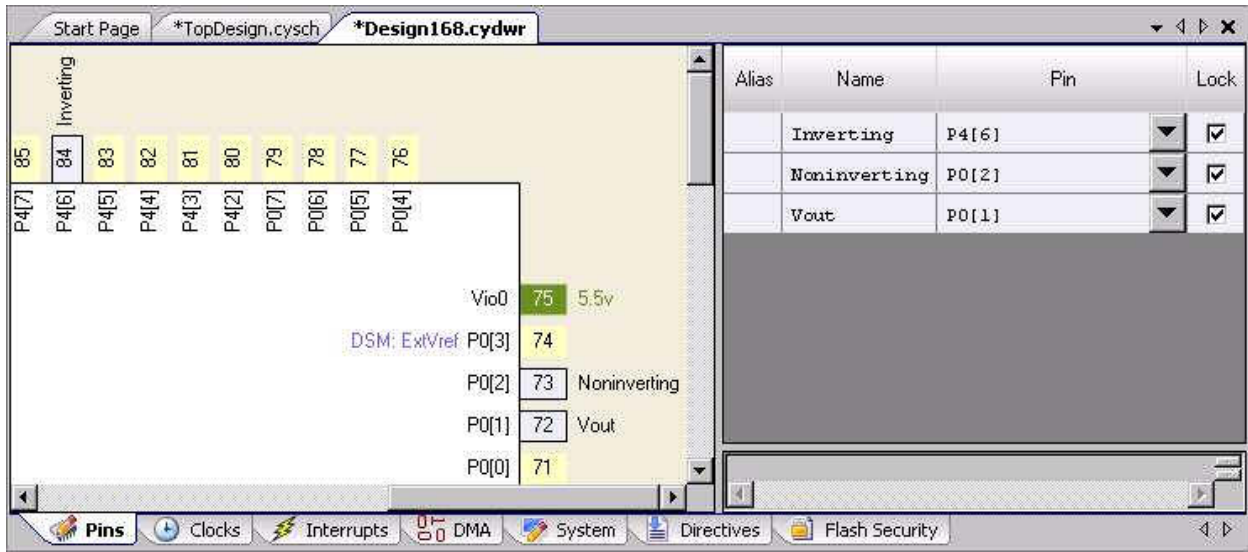 Start Page *TopDesign.cysch *Design168.cydwr
Inverting
85 84 83 82 81 80 79 78 77 76
P4[7] P4[6] P4[5] P4[4] P4[3] P4[2] P0[7] P0[6] P0[5] P0[4]
Vio0 75 5.5v
DSM: ExtVref P0[3] 74
P0[2] 73 Noninverting
P0[1] 72 Vout
P0[0] 71
Alias Name Pin Lock
Inverting P4[6]
Noninverting P0[2]
Vout P0[1]
Pins Clocks Interrupts DMA System Directives Flash Security